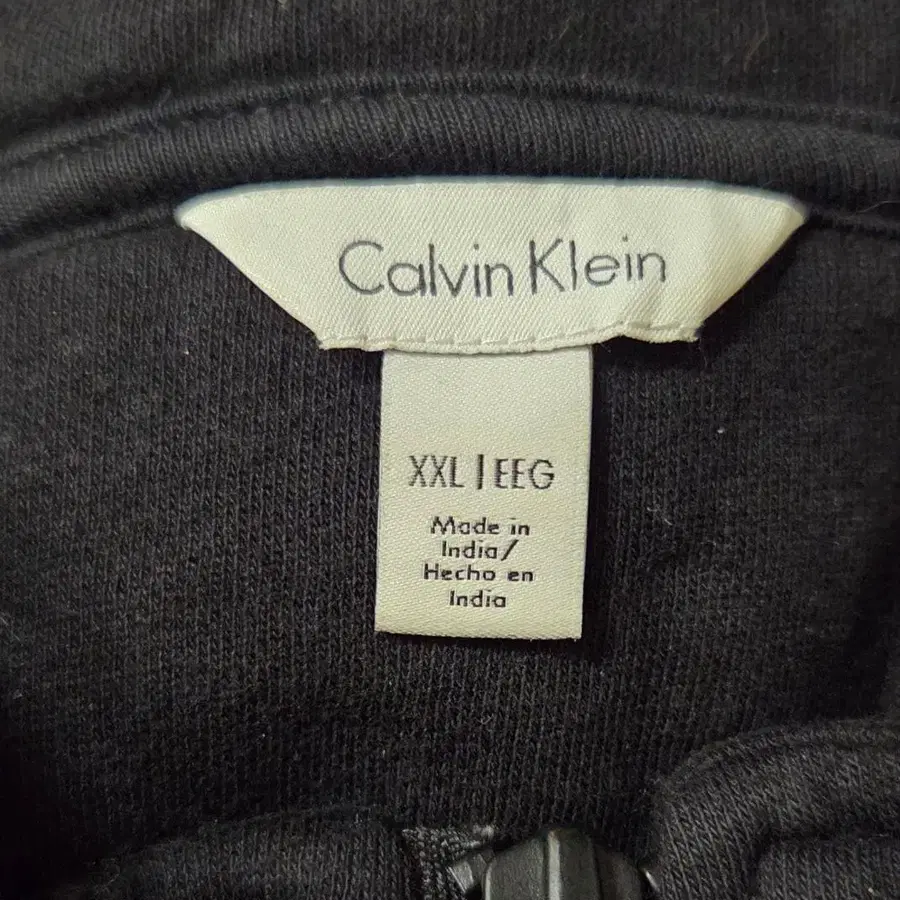 Calvin Klein
XXL | EEG
Made in
India/
Hecho en
India